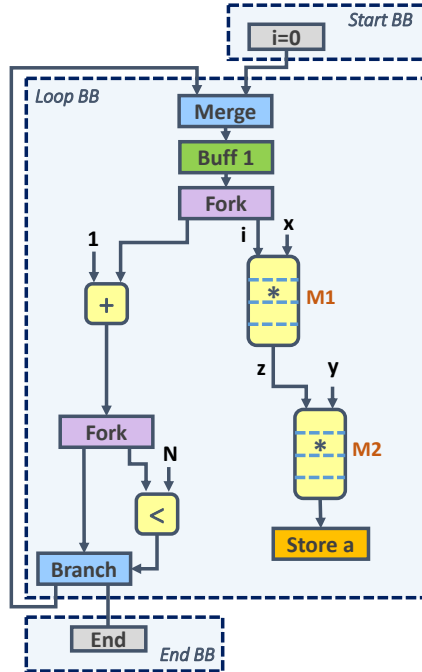 Start BB
i=0
Loop BB
Merge
Buff 1
Fork
1
i
x
+
*
M1
z
y
Fork
N
*
M2
<
Store a
Branch
End
End BB